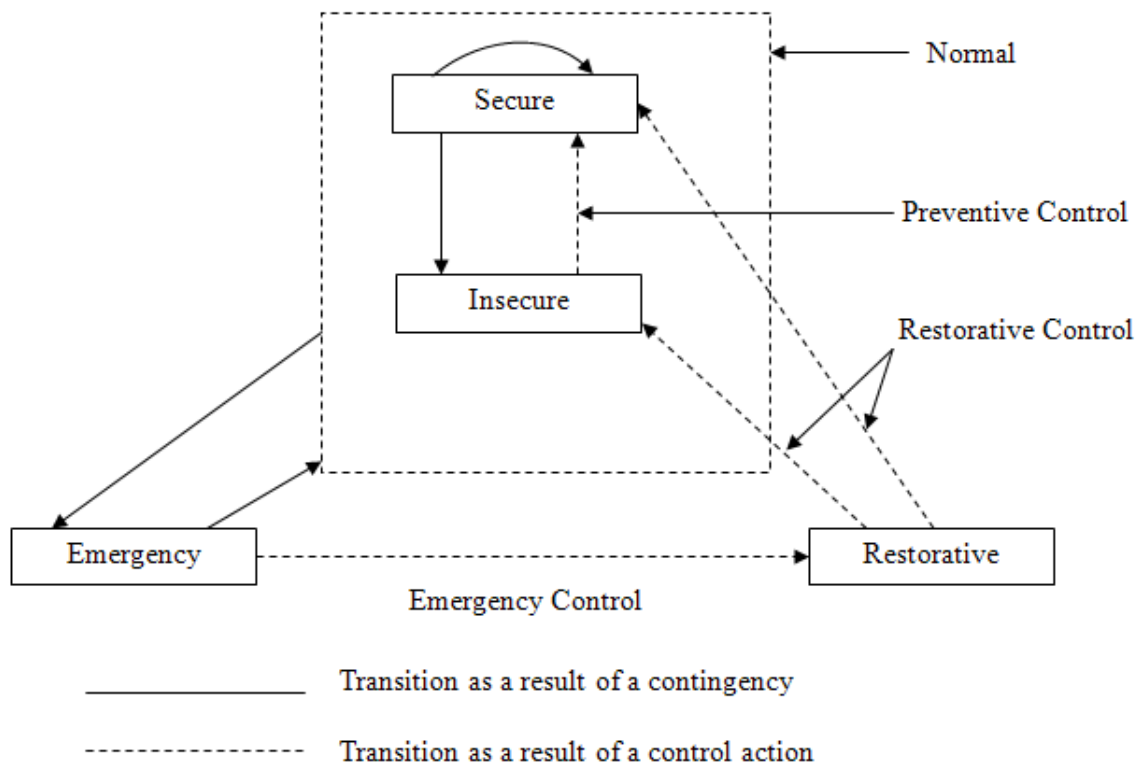 Normal
Secure
Preventive Control
Insecure
Restorative Control
Emergency
Restorative
Emergency Control
Transition as a result of a contingency
Transition as a result of a control action